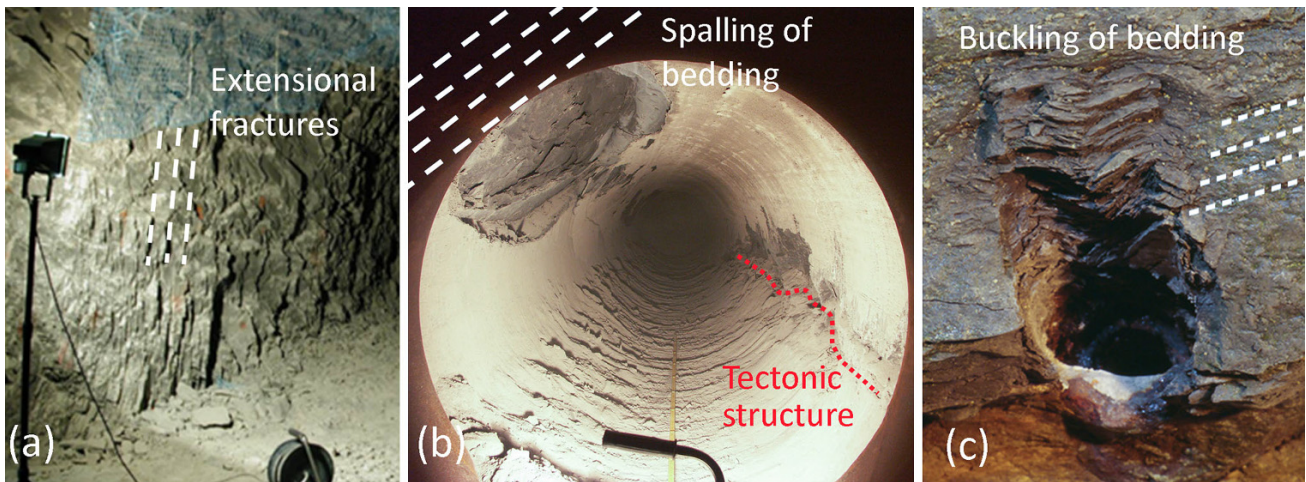 Extensional
fractures
(a)
Spalling of
bedding
Tectonic
structure
(b)
Buckling of bedding
(c)